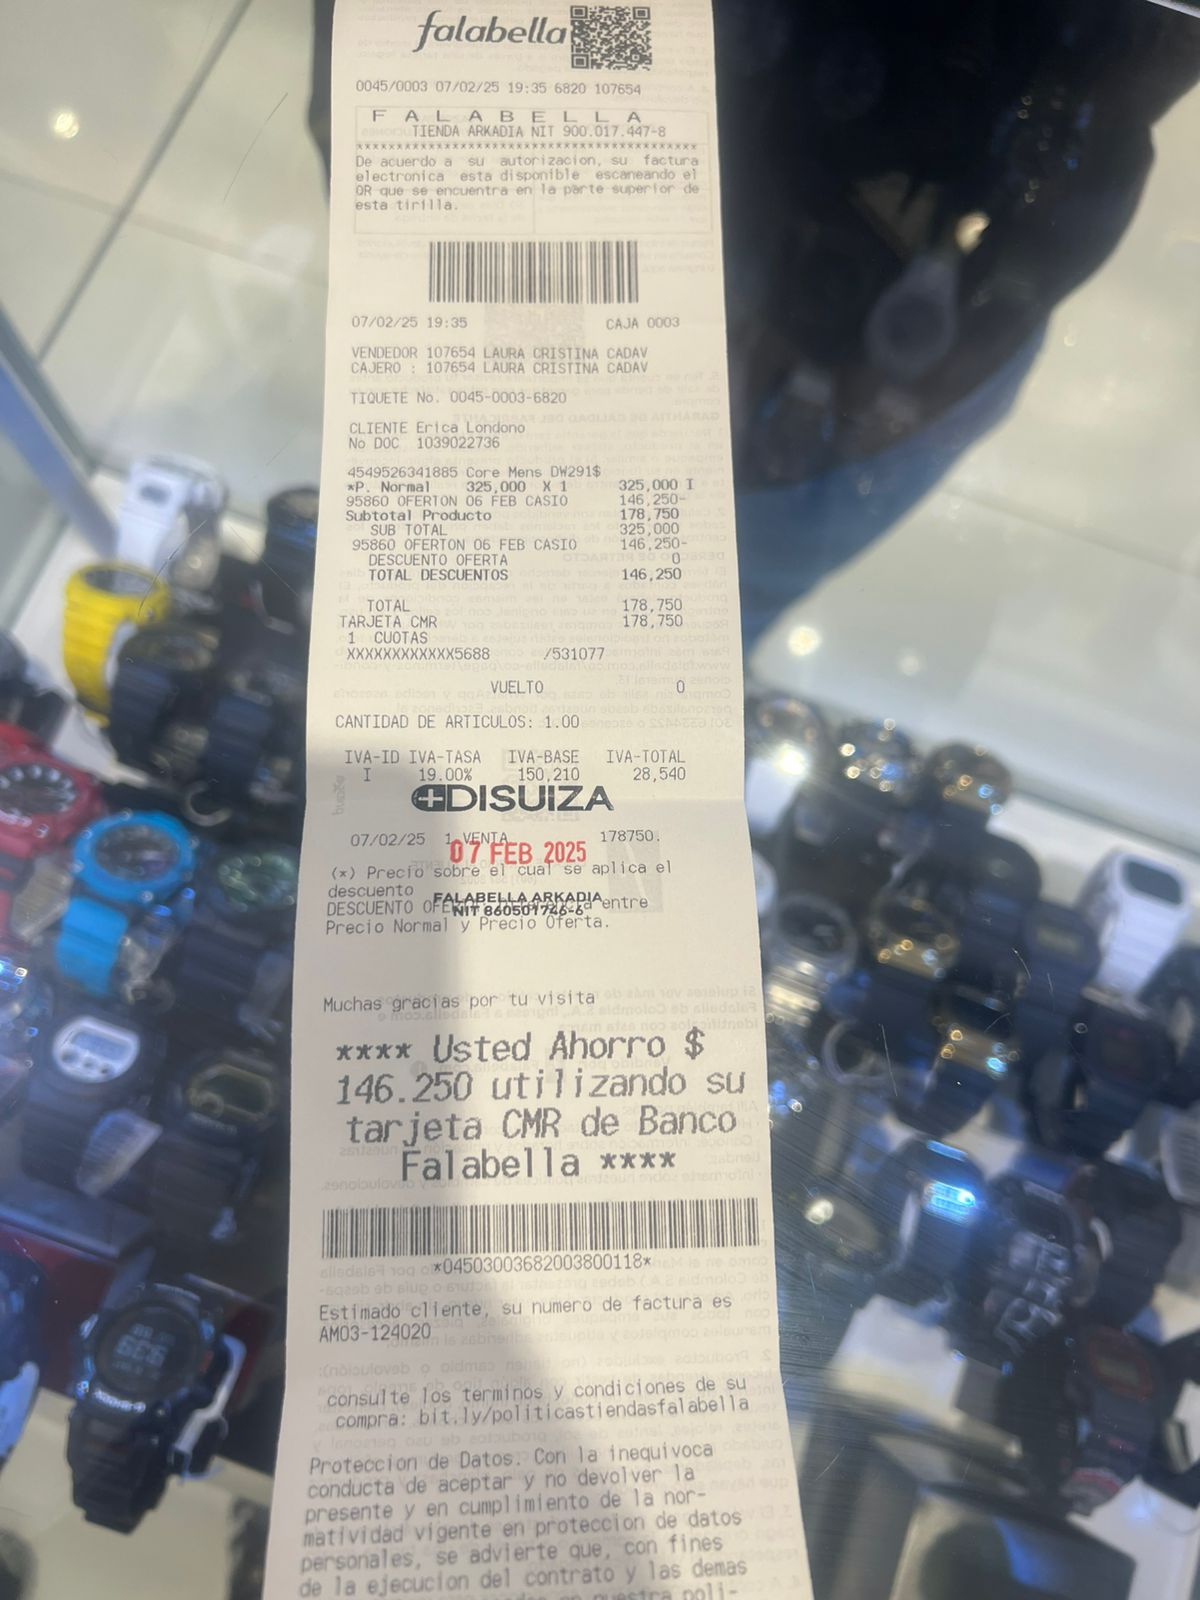 falabella
0045/0003 07/02/25 19:35 6820 107654
F A L A B E L L A
TIENDA ARKADIA NIT 900.017.447-8
De acuerdo a su autorizacion, su factura
electronica esta disponible escaneando el
QR que se encuentra en la parte superior de
esta tirilla.
07/02/25 19:35 CAJA 0003
VENDEDOR 107654 LAURA CRISTINA CADAV
CAJERO : 107654 LAURA CRISTINA CADAV
TIQUETE No. 0045-0003-6820
CLIENTE Erica Londono
No DOC 1039022736
4549526341885 Core Mens DW291$
*P. Normal 325,000 X 1 325,000 I
95860 OFERTON 06 FEB CASIO 146,250-
Subtotal Producto 178,750
SUB TOTAL 325,000
95860 OFERTON 06 FEB CASIO 146,250-
DESCUENTO OFERTA 0
TOTAL DESCUENTOS 146,250
TOTAL 178,750
TARJETA CMR 178,750
1 CUOTAS
XXXXXXXXXXXX5688 /531077
VUELTO 0
CANTIDAD DE ARTICULOS: 1.00
IVA-ID IVA-TASA IVA-BASE IVA-TOTAL
I 19.00% 150,210 28,540
DISUIZA
07/02/25 1 VENTA 178750.
07 FEB 2025
(*) Precio sobre el cual se aplica el
descuento
FALABELLA ARKADIA
DESCUENTO entre
NIT 860501746-6
Precio Normal y Precio Oferta.
Muchas gracias por tu visita
**** Usted Ahorro $
146.250 utilizando su
tarjeta CMR de Banco
Falabella ****
*04503003682003800118*
Estimado cliente, su numero de factura es
AM03-124020
consulte los terminos y condiciones de su
compra: bit.ly/politicastiendasfalabella
Proteccion de Datos. Con la inequivoca
conducta de aceptar y no devolver la
presente y en cumplimiento de la nor-
matividad vigente en proteccion de datos
personales, se advierte que, con fines
de la ejecucion del contrato y las demas